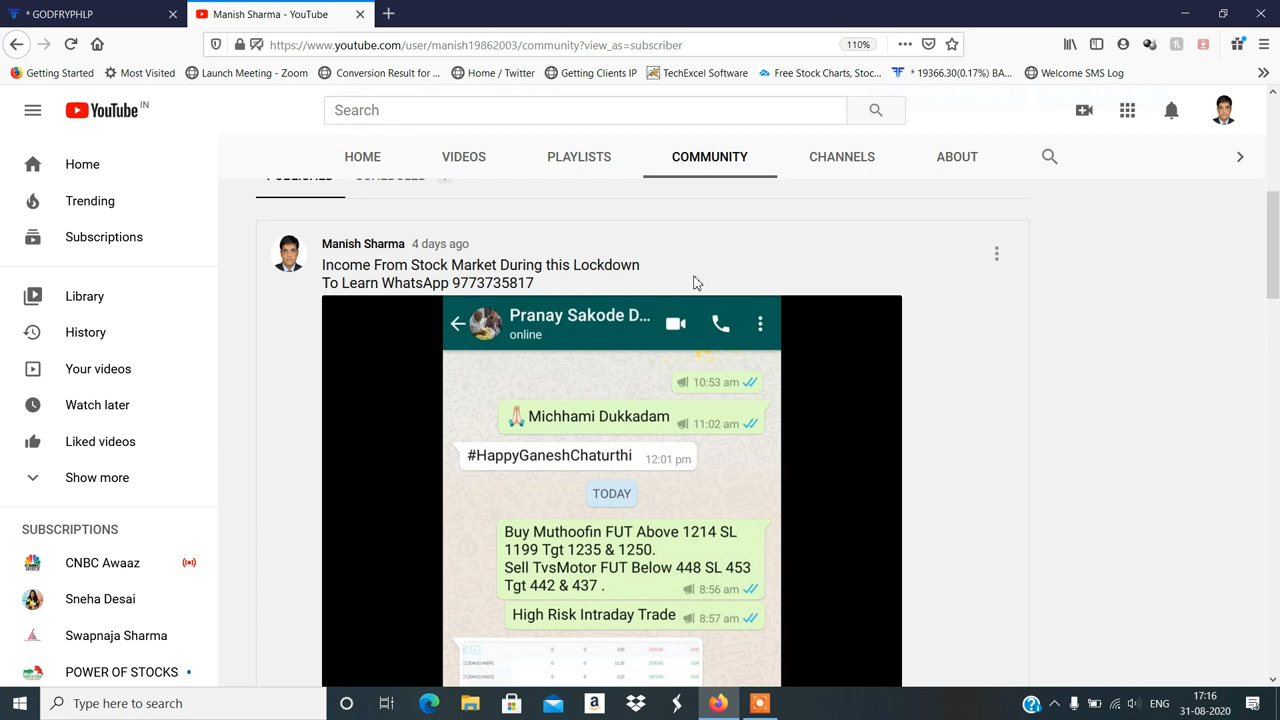 * GODFRYPHLP
Manish Sharma - YouTube
https://www.youtube.com/user/manish19862003/community?view_as=subscriber
110%
Getting Started
Most Visited
Launch Meeting - Zoom
Conversion Result for ...
Home / Twitter
Getting Clients IP
TechExcel Software
Free Stock Charts, Stoc...
* 19366.30(0.17%) BA...
Welcome SMS Log
YouTube IN
Search
HOME
VIDEOS
PLAYLISTS
COMMUNITY
CHANNELS
ABOUT
Home
Trending
Subscriptions
Library
History
Your videos
Watch later
Liked videos
Show more
SUBSCRIPTIONS
CNBC Awaaz
Sneha Desai
Swapnaja Sharma
POWER OF STOCKS
PUBLISHED
SCHEDULED
Manish Sharma 4 days ago
Income From Stock Market During this Lockdown
To Learn WhatsApp 9773735817
Pranay Sakode D...
online
10:53 am
Michhami Dukkadam 11:02 am
#HappyGaneshChaturthi 12:01 pm
TODAY
Buy Muthoofin FUT Above 1214 SL
1199 Tgt 1235 & 1250.
Sell TvsMotor FUT Below 448 SL 453
Tgt 442 & 437 . 8:56 am
High Risk Intraday Trade 8:57 am
Type here to search
ENG
17:16
31-08-2020